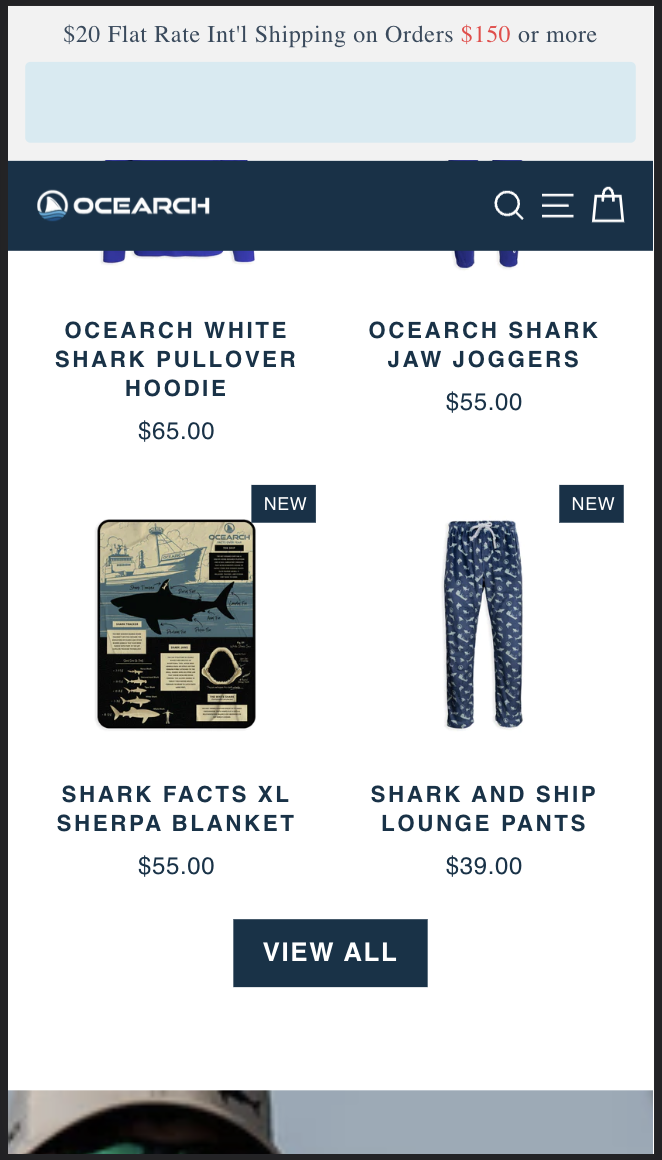 $20 Flat Rate Int'l Shipping on Orders $150 or more
OCEARCH
OCEARCH WHITE
SHARK PULLOVER
HOODIE
$65.00
OCEARCH SHARK
JAW JOGGERS
$55.00
NEW
NEW
OCEARCH
SHARK FACTS XL
SHERPA BLANKET
$55.00
SHARK AND SHIP
LOUNGE PANTS
$39.00
VIEW ALL